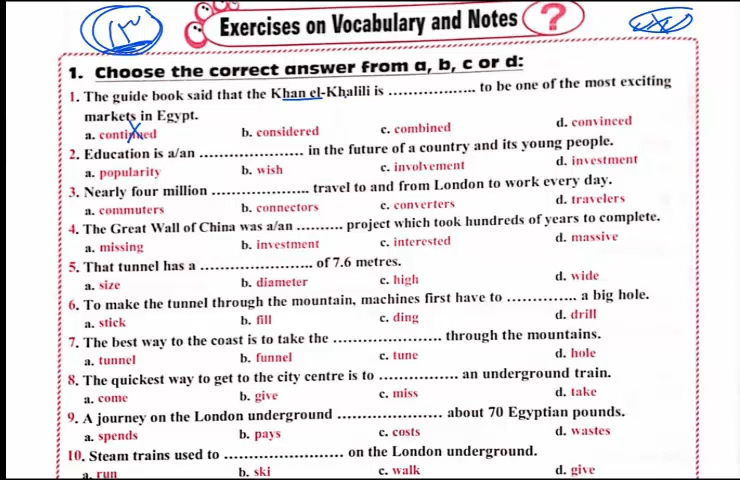 Exercises on Vocabulary and Notes ?
1. Choose the correct answer from a, b, c or d:
1. The guide book said that the Khan el-Khalili is .................. to be one of the most exciting
markets in Egypt.
a. continued b. considered c. combined d. convinced
2. Education is a/an ..................... in the future of a country and its young people.
a. popularity b. wish c. involvement d. investment
3. Nearly four million .................... travel to and from London to work every day.
a. commuters b. connectors c. converters d. travelers
4. The Great Wall of China was a/an .......... project which took hundreds of years to complete.
a. missing b. investment c. interested d. massive
5. That tunnel has a ....................... of 7.6 metres.
a. size b. diameter c. high d. wide
6. To make the tunnel through the mountain, machines first have to .............. a big hole.
a. stick b. fill c. ding d. drill
7. The best way to the coast is to take the ...................... through the mountains.
a. tunnel b. funnel c. tune d. hole
8. The quickest way to get to the city centre is to ................ an underground train.
a. come b. give c. miss d. take
9. A journey on the London underground ..................... about 70 Egyptian pounds.
a. spends b. pays c. costs d. wastes
10. Steam trains used to ........................ on the London underground.
a. run b. ski c. walk d. give